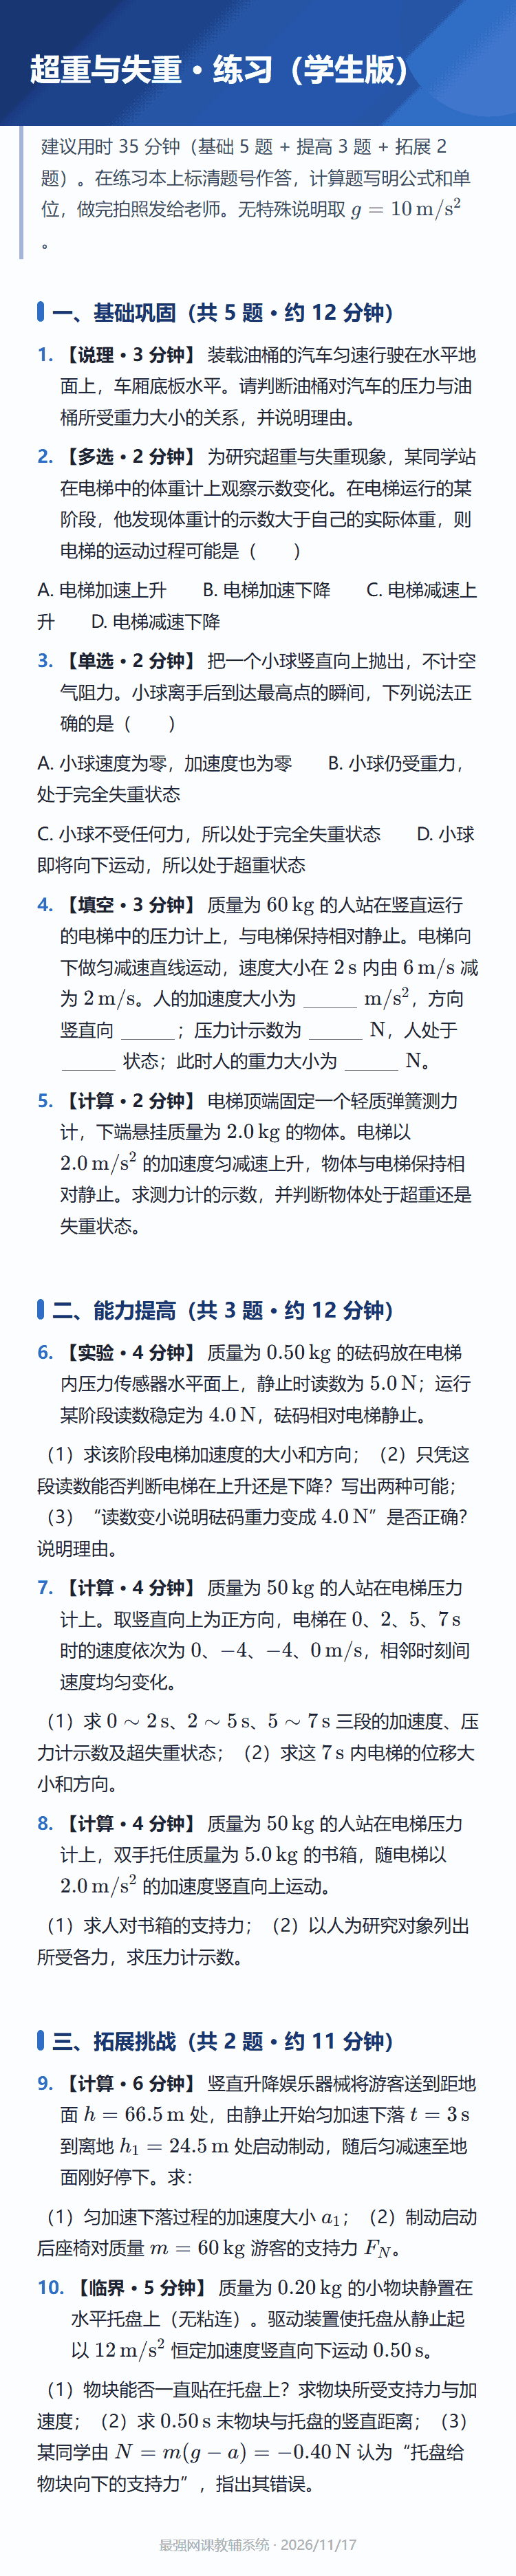 超重与失重 · 练习（学生版）
建议用时 35 分钟（基础 5 题 + 提高 3 题 + 拓展 2
题）。在练习本上标清题号作答，计算题写明公式和单
位，做完拍照发给老师。无特殊说明取 g = 10 m/s²
。
一、基础巩固（共 5 题 · 约 12 分钟）
1. 【说理 · 3 分钟】 装载油桶的汽车匀速行驶在水平地
面上，车厢底板水平。请判断油桶对汽车的压力与油
桶所受重力大小的关系，并说明理由。
2. 【多选 · 2 分钟】 为研究超重与失重现象，某同学站
在电梯中的体重计上观察示数变化。在电梯运行的某
阶段，他发现体重计的示数大于自己的实际体重，则
电梯的运动过程可能是（  ）
A. 电梯加速上升  B. 电梯加速下降  C. 电梯减速上
升  D. 电梯减速下降
3. 【单选 · 2 分钟】 把一个小球竖直向上抛出，不计空
气阻力。小球离手后到达最高点的瞬间，下列说法正
确的是（  ）
A. 小球速度为零，加速度也为零  B. 小球仍受重力，
处于完全失重状态
C. 小球不受任何力，所以处于完全失重状态  D. 小球
即将向下运动，所以处于超重状态
4. 【填空 · 3 分钟】 质量为 60 kg 的人站在竖直运行
的电梯中的压力计上，与电梯保持相对静止。电梯向
下做匀减速直线运动，速度大小在 2 s 内由 6 m/s 减
为 2 m/s。人的加速度大小为 ______ m/s²，方向
竖直向 ______；压力计示数为 ______ N，人处于
______ 状态；此时人的重力大小为 ______ N。
5. 【计算 · 2 分钟】 电梯顶端固定一个轻质弹簧测力
计，下端悬挂质量为 2.0 kg 的物体。电梯以
2.0 m/s² 的加速度匀减速上升，物体与电梯保持相
对静止。求测力计的示数，并判断物体处于超重还是
失重状态。
二、能力提高（共 3 题 · 约 12 分钟）
6. 【实验 · 4 分钟】 质量为 0.50 kg 的砝码放在电梯
内压力传感器水平面上，静止时读数为 5.0 N；运行
某阶段读数稳定为 4.0 N，砝码相对电梯静止。
（1）求该阶段电梯加速度的大小和方向；（2）只凭这
段读数能否判断电梯在上升还是下降？写出两种可能；
（3）“读数变小说明砝码重力变成 4.0 N”是否正确？
说明理由。
7. 【计算 · 4 分钟】 质量为 50 kg 的人站在电梯压力
计上。取竖直向上为正方向，电梯在 0、2、5、7 s
时的速度依次为 0、−4、−4、0 m/s，相邻时刻间
速度均匀变化。
（1）求 0 ∼ 2 s、2 ∼ 5 s、5 ∼ 7 s 三段的加速度、压
力计示数及超失重状态；（2）求这 7 s 内电梯的位移大
小和方向。
8. 【计算 · 4 分钟】 质量为 50 kg 的人站在电梯压力
计上，双手托住质量为 5.0 kg 的书箱，随电梯以
2.0 m/s² 的加速度竖直向上运动。
（1）求人对书箱的支持力；（2）以人为研究对象列出
所受各力，求压力计示数。
三、拓展挑战（共 2 题 · 约 11 分钟）
9. 【计算 · 6 分钟】 竖直升降娱乐器械将游客送到距地
面 h = 66.5 m 处，由静止开始匀加速下落 t = 3 s
到离地 h₁ = 24.5 m 处启动制动，随后匀减速至地
面刚好停下。求：
（1）匀加速下落过程的加速度大小 a₁；（2）制动启动
后座椅对质量 m = 60 kg 游客的支持力 F_N。
10. 【临界 · 5 分钟】 质量为 0.20 kg 的小物块静置在
水平托盘上（无粘连）。驱动装置使托盘从静止起
以 12 m/s² 恒定加速度竖直向下运动 0.50 s。
（1）物块能否一直贴在托盘上？求物块所受支持力与加
速度；（2）求 0.50 s 末物块与托盘的竖直距离；（3）
某同学由 N = m(g − a) = −0.40 N 认为“托盘给
物块向下的支持力”，指出其错误。
最强网课教辅系统 · 2026/11/17